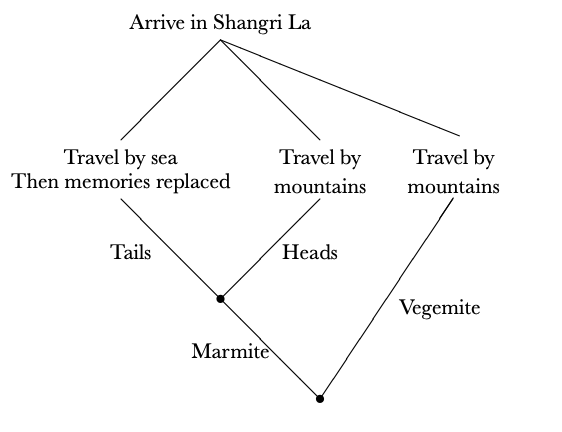 Arrive in Shangri La
Travel by sea
Then memories replaced
Travel by
mountains
Travel by
mountains
Tails
Heads
Vegemite
Marmite